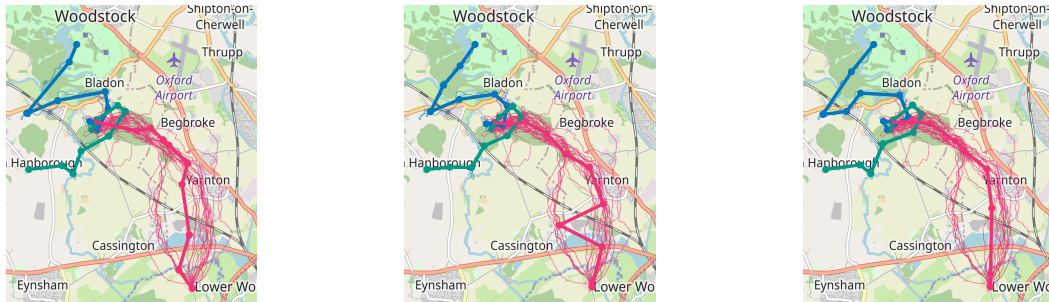 Woodstock
Shipton-on-
Cherwell
Thrupp
Bladon
Oxford
Airport
Begbroke
Hanborough
Yarnton
Cassington
Eynsham
Lower Wo
Woodstock
Shipton-on-
Cherwell
Thrupp
Bladon
Oxford
Airport
Begbroke
Hanborough
Yarnton
Cassington
Eynsham
Lower Wo
Woodstock
Shipton-on-
Cherwell
Thrupp
Bladon
Oxford
Airport
Begbroke
Hanborough
Yarnton
Cassington
Eynsham
Lower Wo